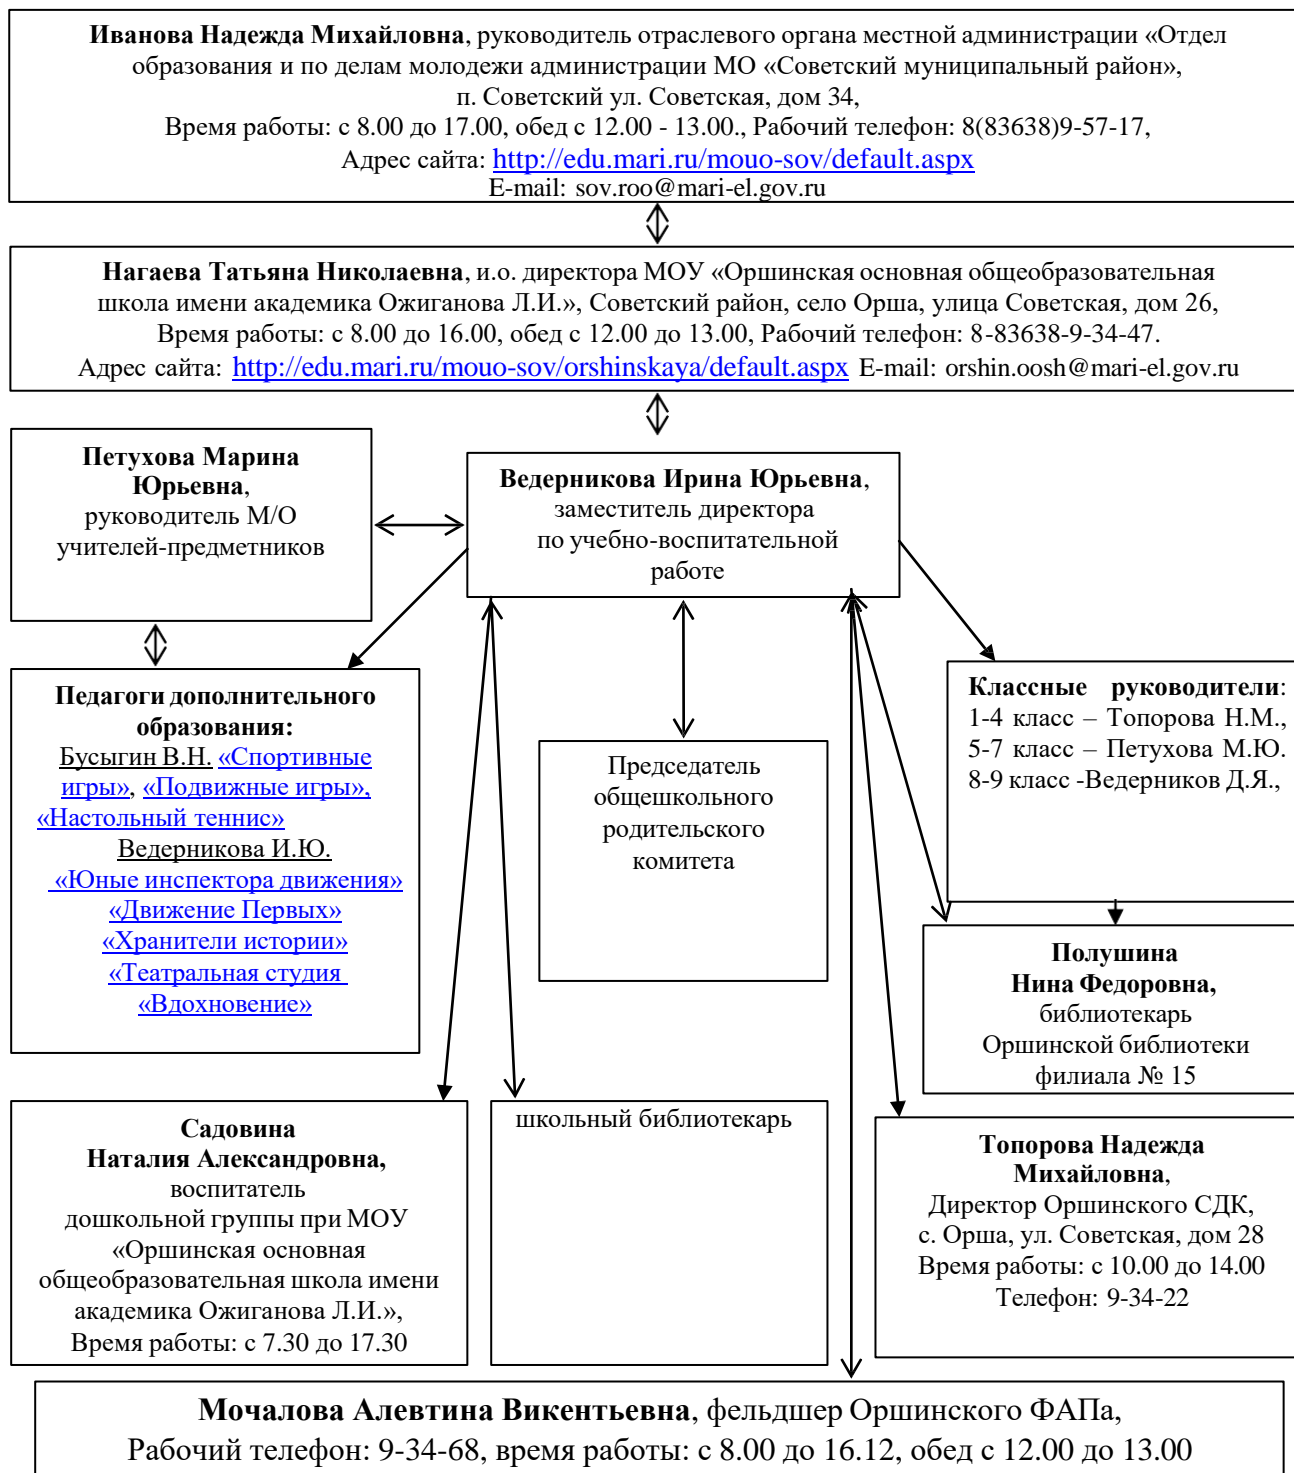 Иванова Надежда Михайловна, руководитель отраслевого органа местной администрации «Отдел
образования и по делам молодежи администрации МО «Советский муниципальный район»,
п. Советский ул. Советская, дом 34,
Время работы: с 8.00 до 17.00, обед с 12.00 - 13.00., Рабочий телефон: 8(83638)9-57-17,
Адрес сайта: http://edu.mari.ru/mouo-sov/default.aspx
E-mail: sov.roo@mari-el.gov.ru
Нагаева Татьяна Николаевна, и.о. директора МОУ «Оршинская основная общеобразовательная
школа имени академика Ожиганова Л.И.», Советский район, село Орша, улица Советская, дом 26,
Время работы: с 8.00 до 16.00, обед с 12.00 до 13.00, Рабочий телефон: 8-83638-9-34-47.
Адрес сайта: http://edu.mari.ru/mouo-sov/orshinskaya/default.aspx E-mail: orshin.oosh@mari-el.gov.ru
Петухова Марина
Юрьевна,
руководитель М/О
учителей-предметников
Ведерникова Ирина Юрьевна,
заместитель директора
по учебно-воспитательной
работе
Педагоги дополнительного
образования:
Бусыгин В.Н. «Спортивные
игры», «Подвижные игры»,
«Настольный теннис»
Ведерникова И.Ю.
«Юные инспектора движения»
«Движение Первых»
«Хранители истории»
«Театральная студия
«Вдохновение»
Председатель
общешкольного
родительского
комитета
Классные руководители:
1-4 класс – Топорова Н.М.,
5-7 класс – Петухова М.Ю.
8-9 класс -Ведерников Д.Я.,
Полушина
Нина Федоровна,
библиотекарь
Оршинской библиотеки
филиала № 15
Садовина
Наталия Александровна,
воспитатель
дошкольной группы при МОУ
«Оршинская основная
общеобразовательная школа имени
академика Ожиганова Л.И.»,
Время работы: с 7.30 до 17.30
школьный библиотекарь
Топорова Надежда
Михайловна,
Директор Оршинского СДК,
с. Орша, ул. Советская, дом 28
Время работы: с 10.00 до 14.00
Телефон: 9-34-22
Мочалова Алевтина Викентьевна, фельдшер Оршинского ФАПа,
Рабочий телефон: 9-34-68, время работы: с 8.00 до 16.12, обед с 12.00 до 13.00